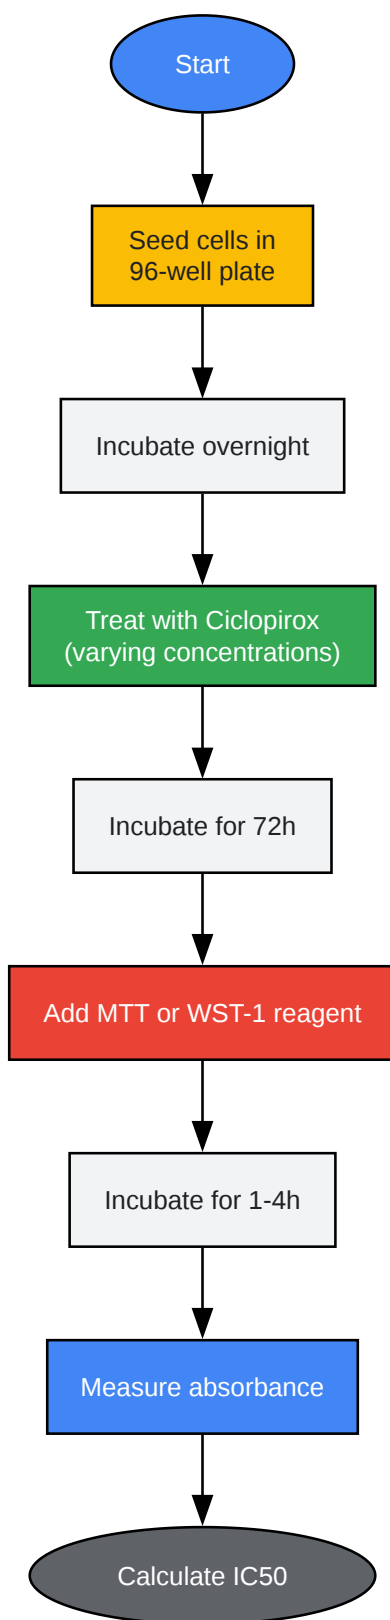 Start
Seed cells in
96-well plate
Incubate overnight
Treat with Ciclopirox
(varying concentrations)
Incubate for 72h
Add MTT or WST-1 reagent
Incubate for 1-4h
Measure absorbance
Calculate IC50